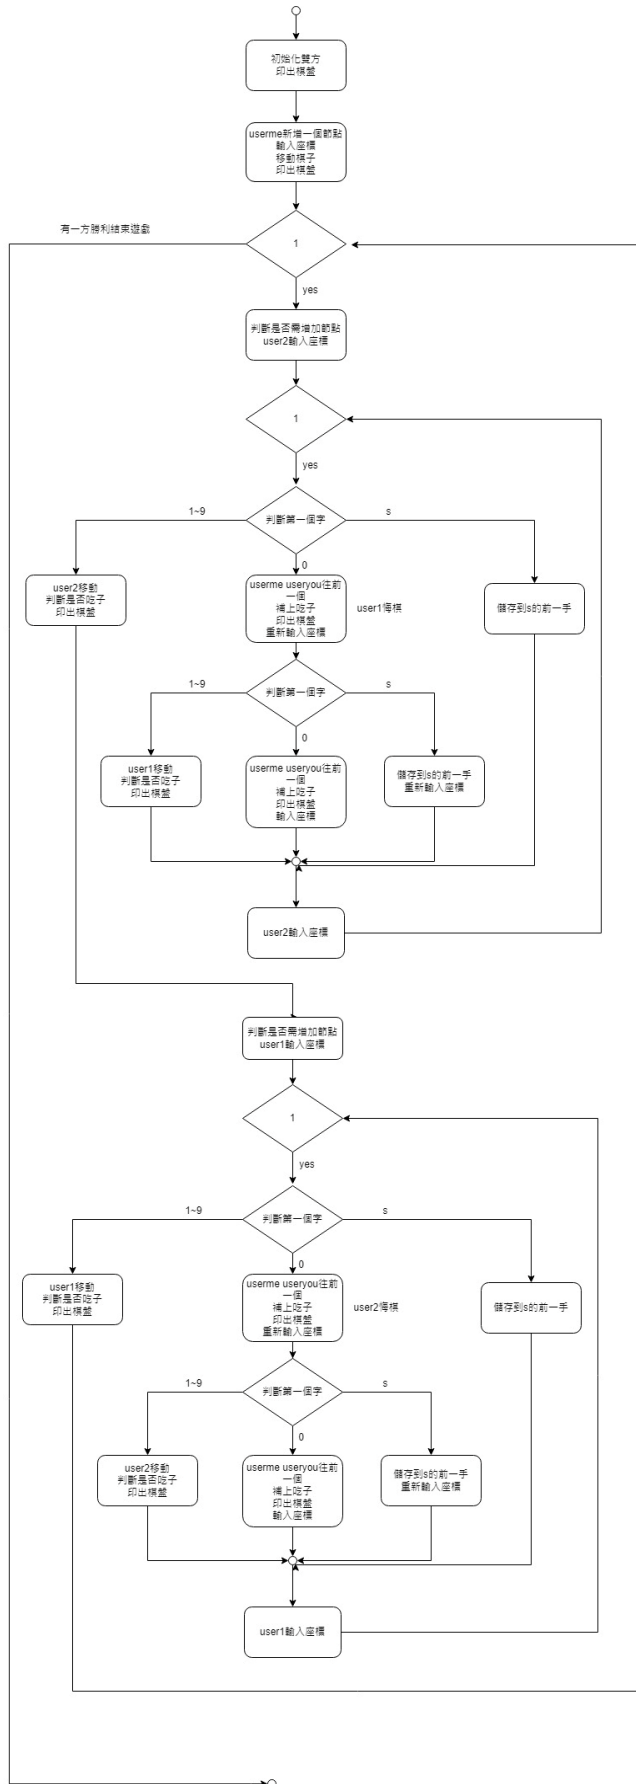 初始化雙方
印出棋盤
userme新增一個節點
輸入座標
移動棋子
印出棋盤
有一方勝利結束遊戲
1
yes
判斷是否需增加節點
user2輸入座標
1
yes
1~9
判斷第一個字
s
0
user2移動
判斷是否吃子
印出棋盤
userme useryou往前
一個
補上吃子
印出棋盤
重新輸入座標
user1悔棋
儲存到s的前一手
1~9
判斷第一個字
s
0
user1移動
判斷是否吃子
印出棋盤
userme useryou往前
一個
補上吃子
印出棋盤
輸入座標
儲存到s的前一手
重新輸入座標
user2輸入座標
判斷是否需增加節點
user1輸入座標
1
yes
1~9
判斷第一個字
s
0
user1移動
判斷是否吃子
印出棋盤
userme useryou往前
一個
補上吃子
印出棋盤
重新輸入座標
user2悔棋
儲存到s的前一手
1~9
判斷第一個字
s
0
user2移動
判斷是否吃子
印出棋盤
userme useryou往前
一個
補上吃子
印出棋盤
輸入座標
儲存到s的前一手
重新輸入座標
user1輸入座標